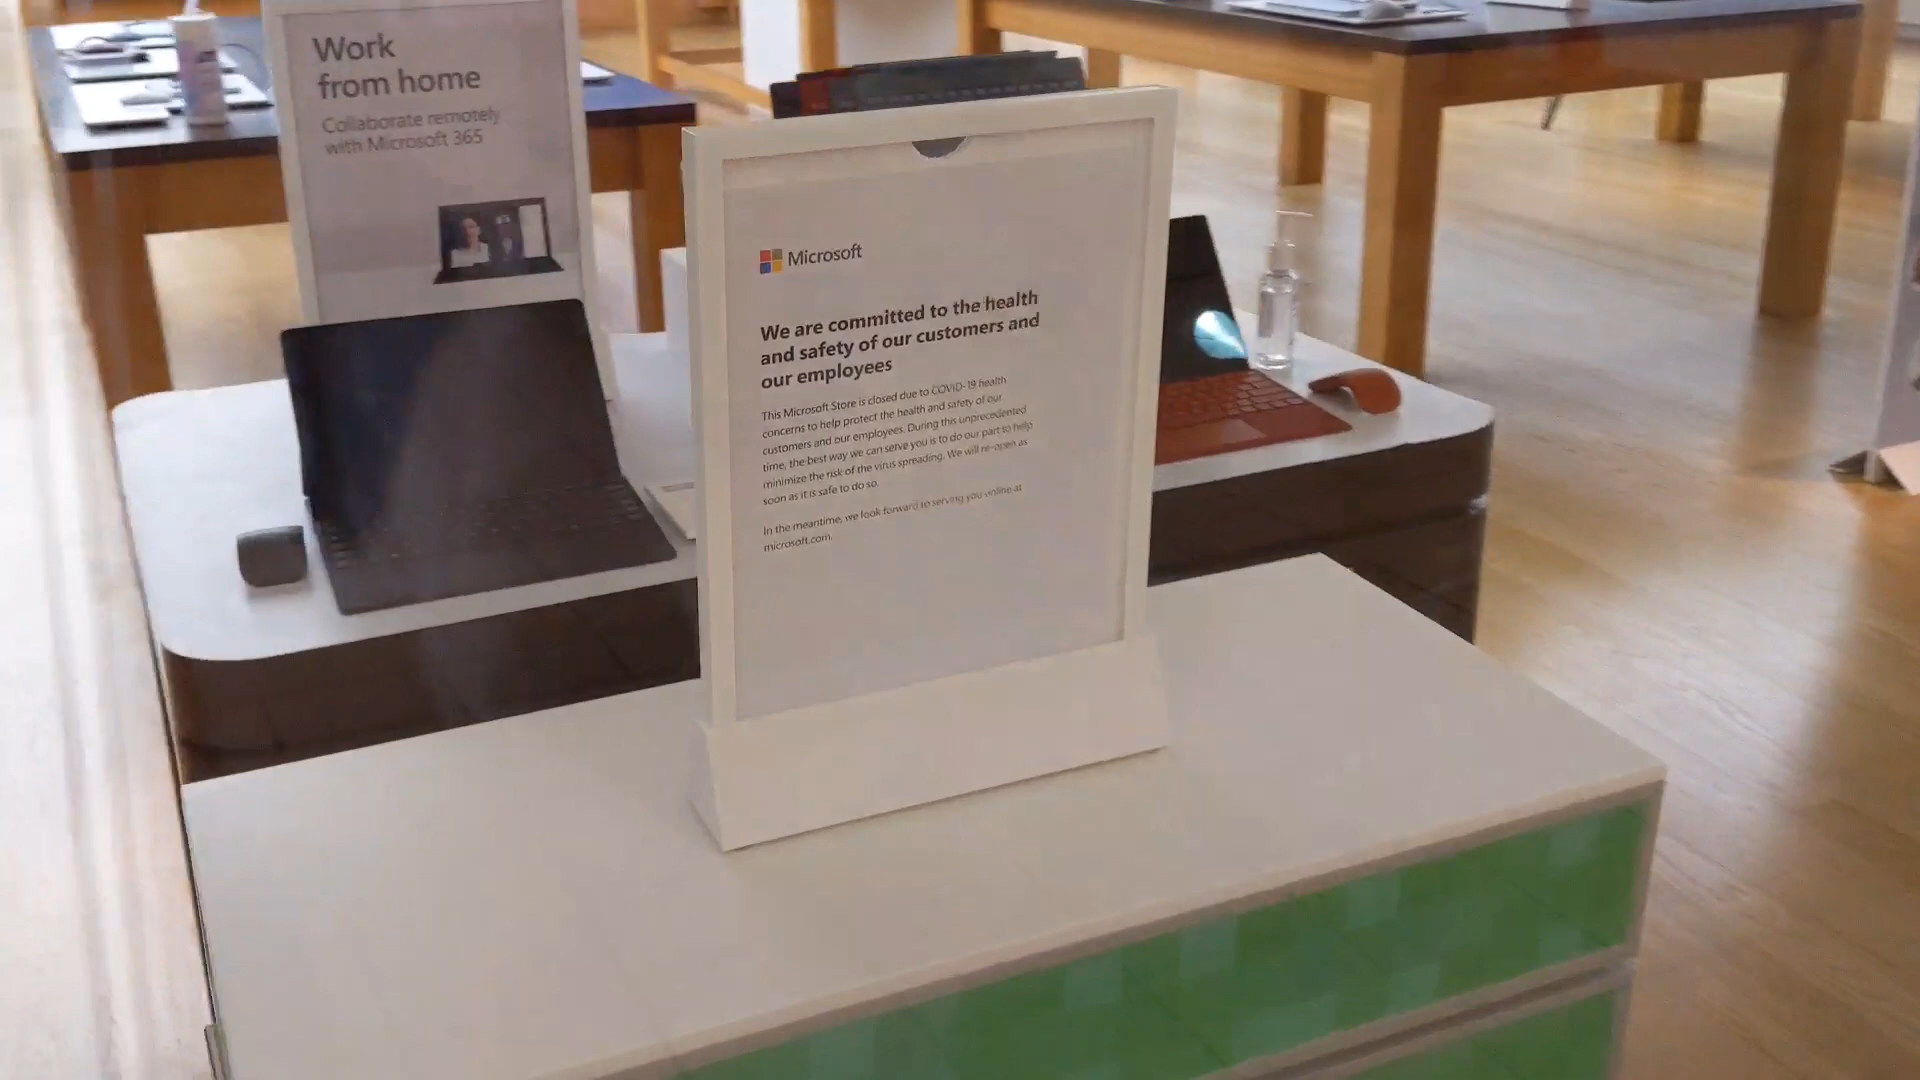 Work
from home
Collaborate remotely
with Microsoft 365
Microsoft
We are committed to the health
and safety of our customers and
our employees
This Microsoft Store is closed due to COVID-19 health
concerns to help protect the health and safety of our
customers and our employees. During this unprecedented
time, the best way we can serve you is to do our part to help
minimize the risk of the virus spreading. We will re-open as
soon as it is safe to do so.
In the meantime, we look forward to serving you online at
microsoft.com.